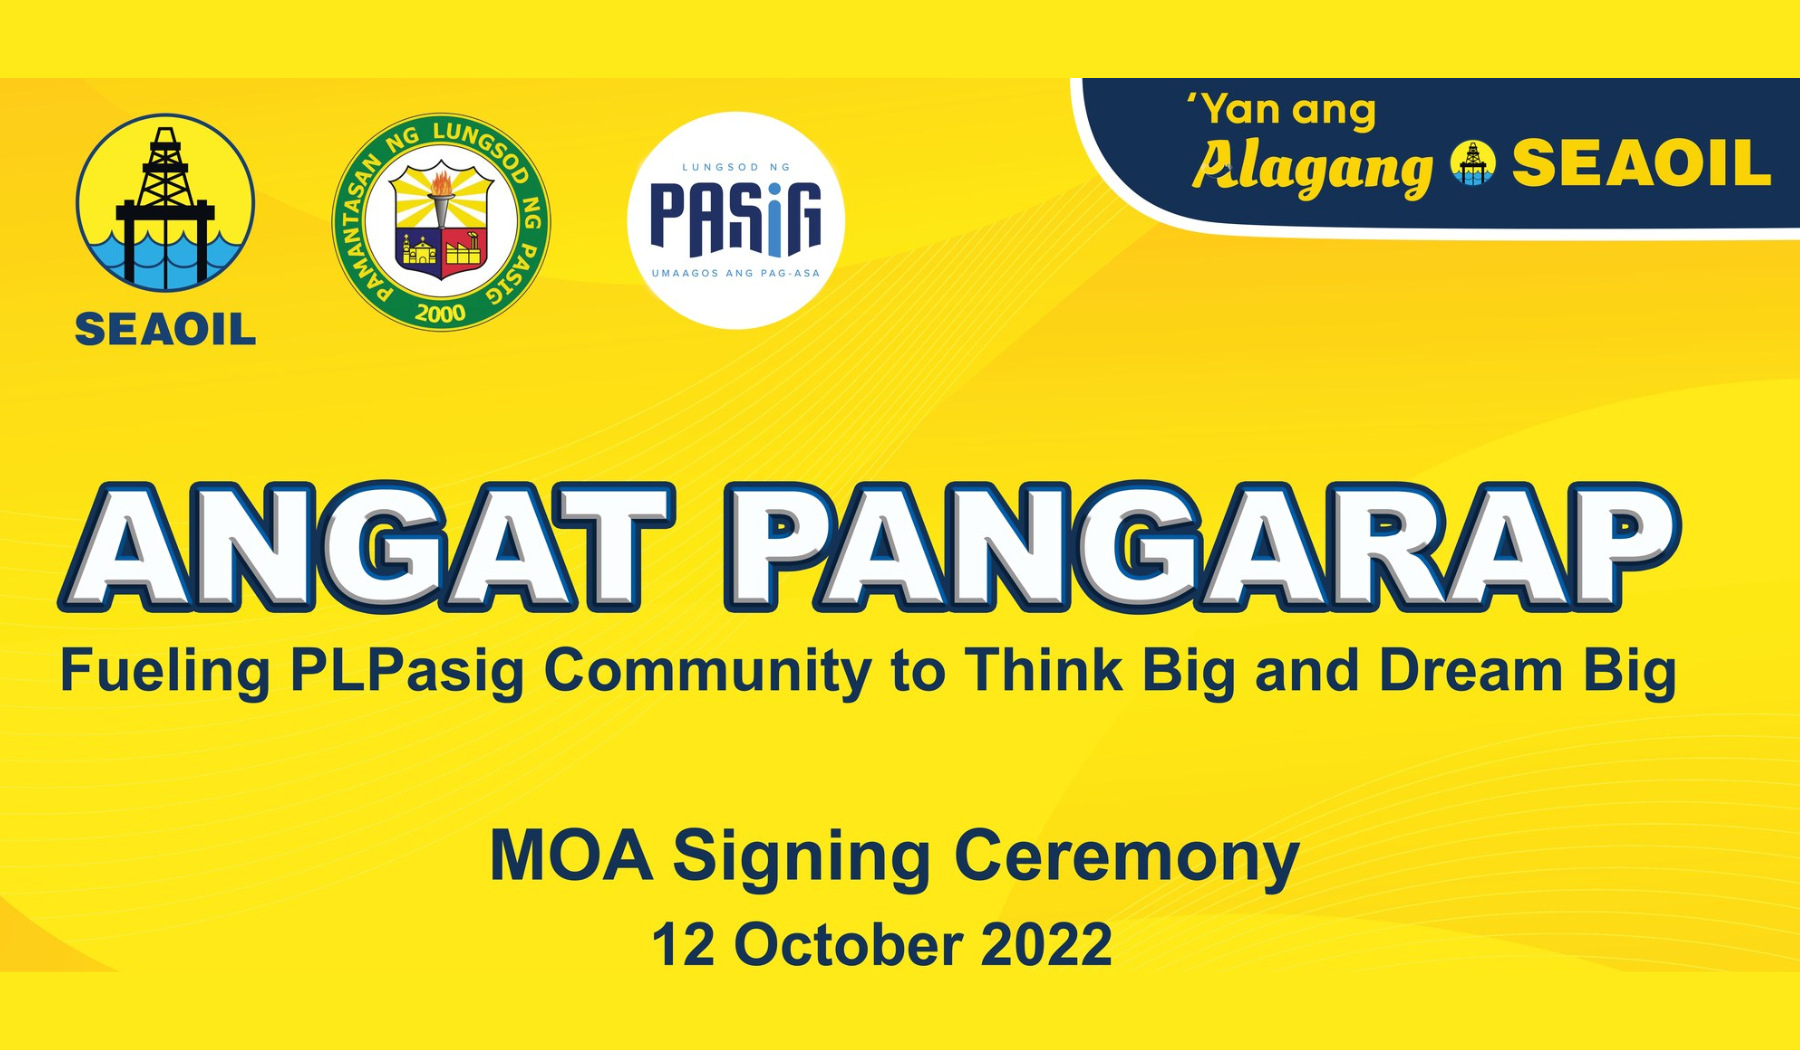 SEAOIL
PAMANTASAN NG LUNGSOD NG PASIG
2000
LUNGSOD NG
PASiG
UMAAGOS ANG PAG-ASA
‘Yan ang
Alagang SEAOIL
ANGAT PANGARAP
Fueling PLPasig Community to Think Big and Dream Big
MOA Signing Ceremony
12 October 2022